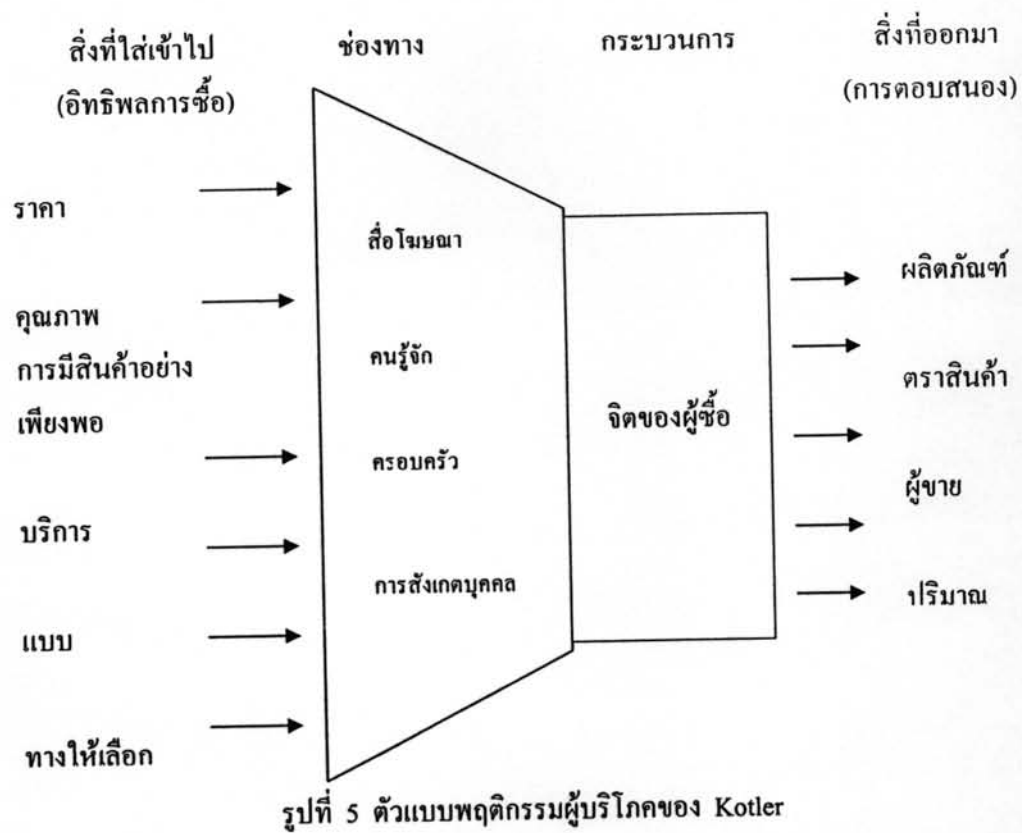 สิ่งที่ใส่เข้าไป
(อิทธิพลการซื้อ)
ช่องทาง
กระบวนการ
สิ่งที่ออกมา
(การตอบสนอง)
ราคา
คุณภาพ
การมีสินค้าอย่าง
เพียงพอ
บริการ
แบบ
ทางให้เลือก
สื่อโฆษณา
คนรู้จัก
ครอบครัว
การสังเกตบุคคล
จิตของผู้ซื้อ
ผลิตภัณฑ์
ตราสินค้า
ผู้ขาย
ปริมาณ
รูปที่ 5 ตัวแบบพฤติกรรมผู้บริโภคของ Kotler